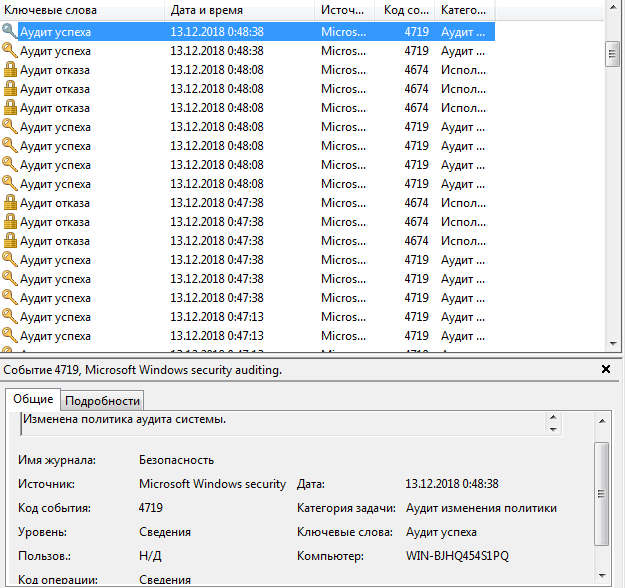 Ключевые слова Дата и время Источ... Код со... Катего...
Аудит успеха 13.12.2018 0:48:38 Micros... 4719 Аудит ...
Аудит успеха 13.12.2018 0:48:38 Micros... 4719 Аудит ...
Аудит отказа 13.12.2018 0:48:08 Micros... 4674 Испол...
Аудит отказа 13.12.2018 0:48:08 Micros... 4674 Испол...
Аудит отказа 13.12.2018 0:48:08 Micros... 4674 Испол...
Аудит успеха 13.12.2018 0:48:08 Micros... 4719 Аудит ...
Аудит успеха 13.12.2018 0:48:08 Micros... 4719 Аудит ...
Аудит успеха 13.12.2018 0:48:08 Micros... 4719 Аудит ...
Аудит успеха 13.12.2018 0:48:08 Micros... 4719 Аудит ...
Аудит отказа 13.12.2018 0:47:38 Micros... 4674 Испол...
Аудит отказа 13.12.2018 0:47:38 Micros... 4674 Испол...
Аудит отказа 13.12.2018 0:47:38 Micros... 4674 Испол...
Аудит успеха 13.12.2018 0:47:38 Micros... 4719 Аудит ...
Аудит успеха 13.12.2018 0:47:38 Micros... 4719 Аудит ...
Аудит успеха 13.12.2018 0:47:38 Micros... 4719 Аудит ...
Аудит успеха 13.12.2018 0:47:13 Micros... 4719 Аудит ...
Аудит успеха 13.12.2018 0:47:13 Micros... 4719 Аудит ...
Событие 4719, Microsoft Windows security auditing.
Общие Подробности
Изменена политика аудита системы.
Имя журнала: Безопасность
Источник: Microsoft Windows security Дата: 13.12.2018 0:48:38
Код события: 4719 Категория задачи: Аудит изменения политики
Уровень: Сведения Ключевые слова: Аудит успеха
Пользов.: Н/Д Компьютер: WIN-BJHQ454S1PQ
Код операции: Сведения